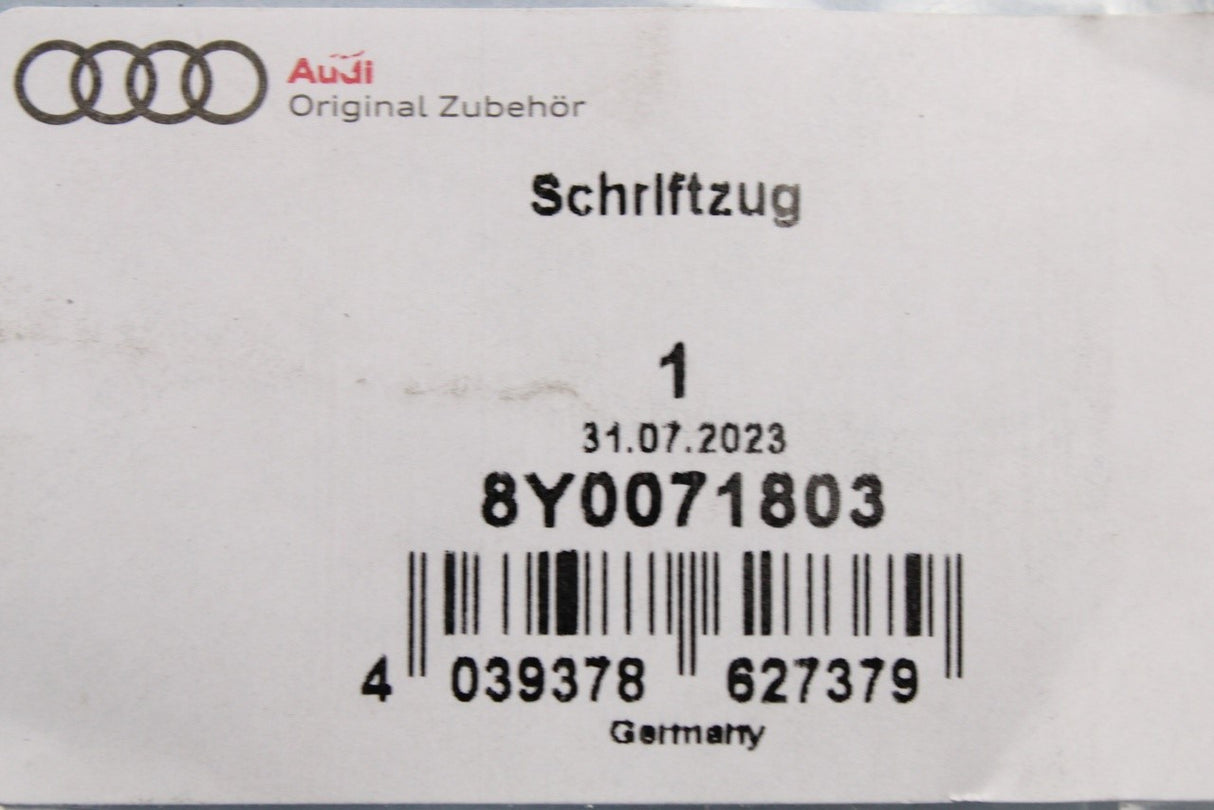 Audi
Original Zubehör
Schriftzug
1
31.07.2023
8Y0071803
4 039378 627379
Germany